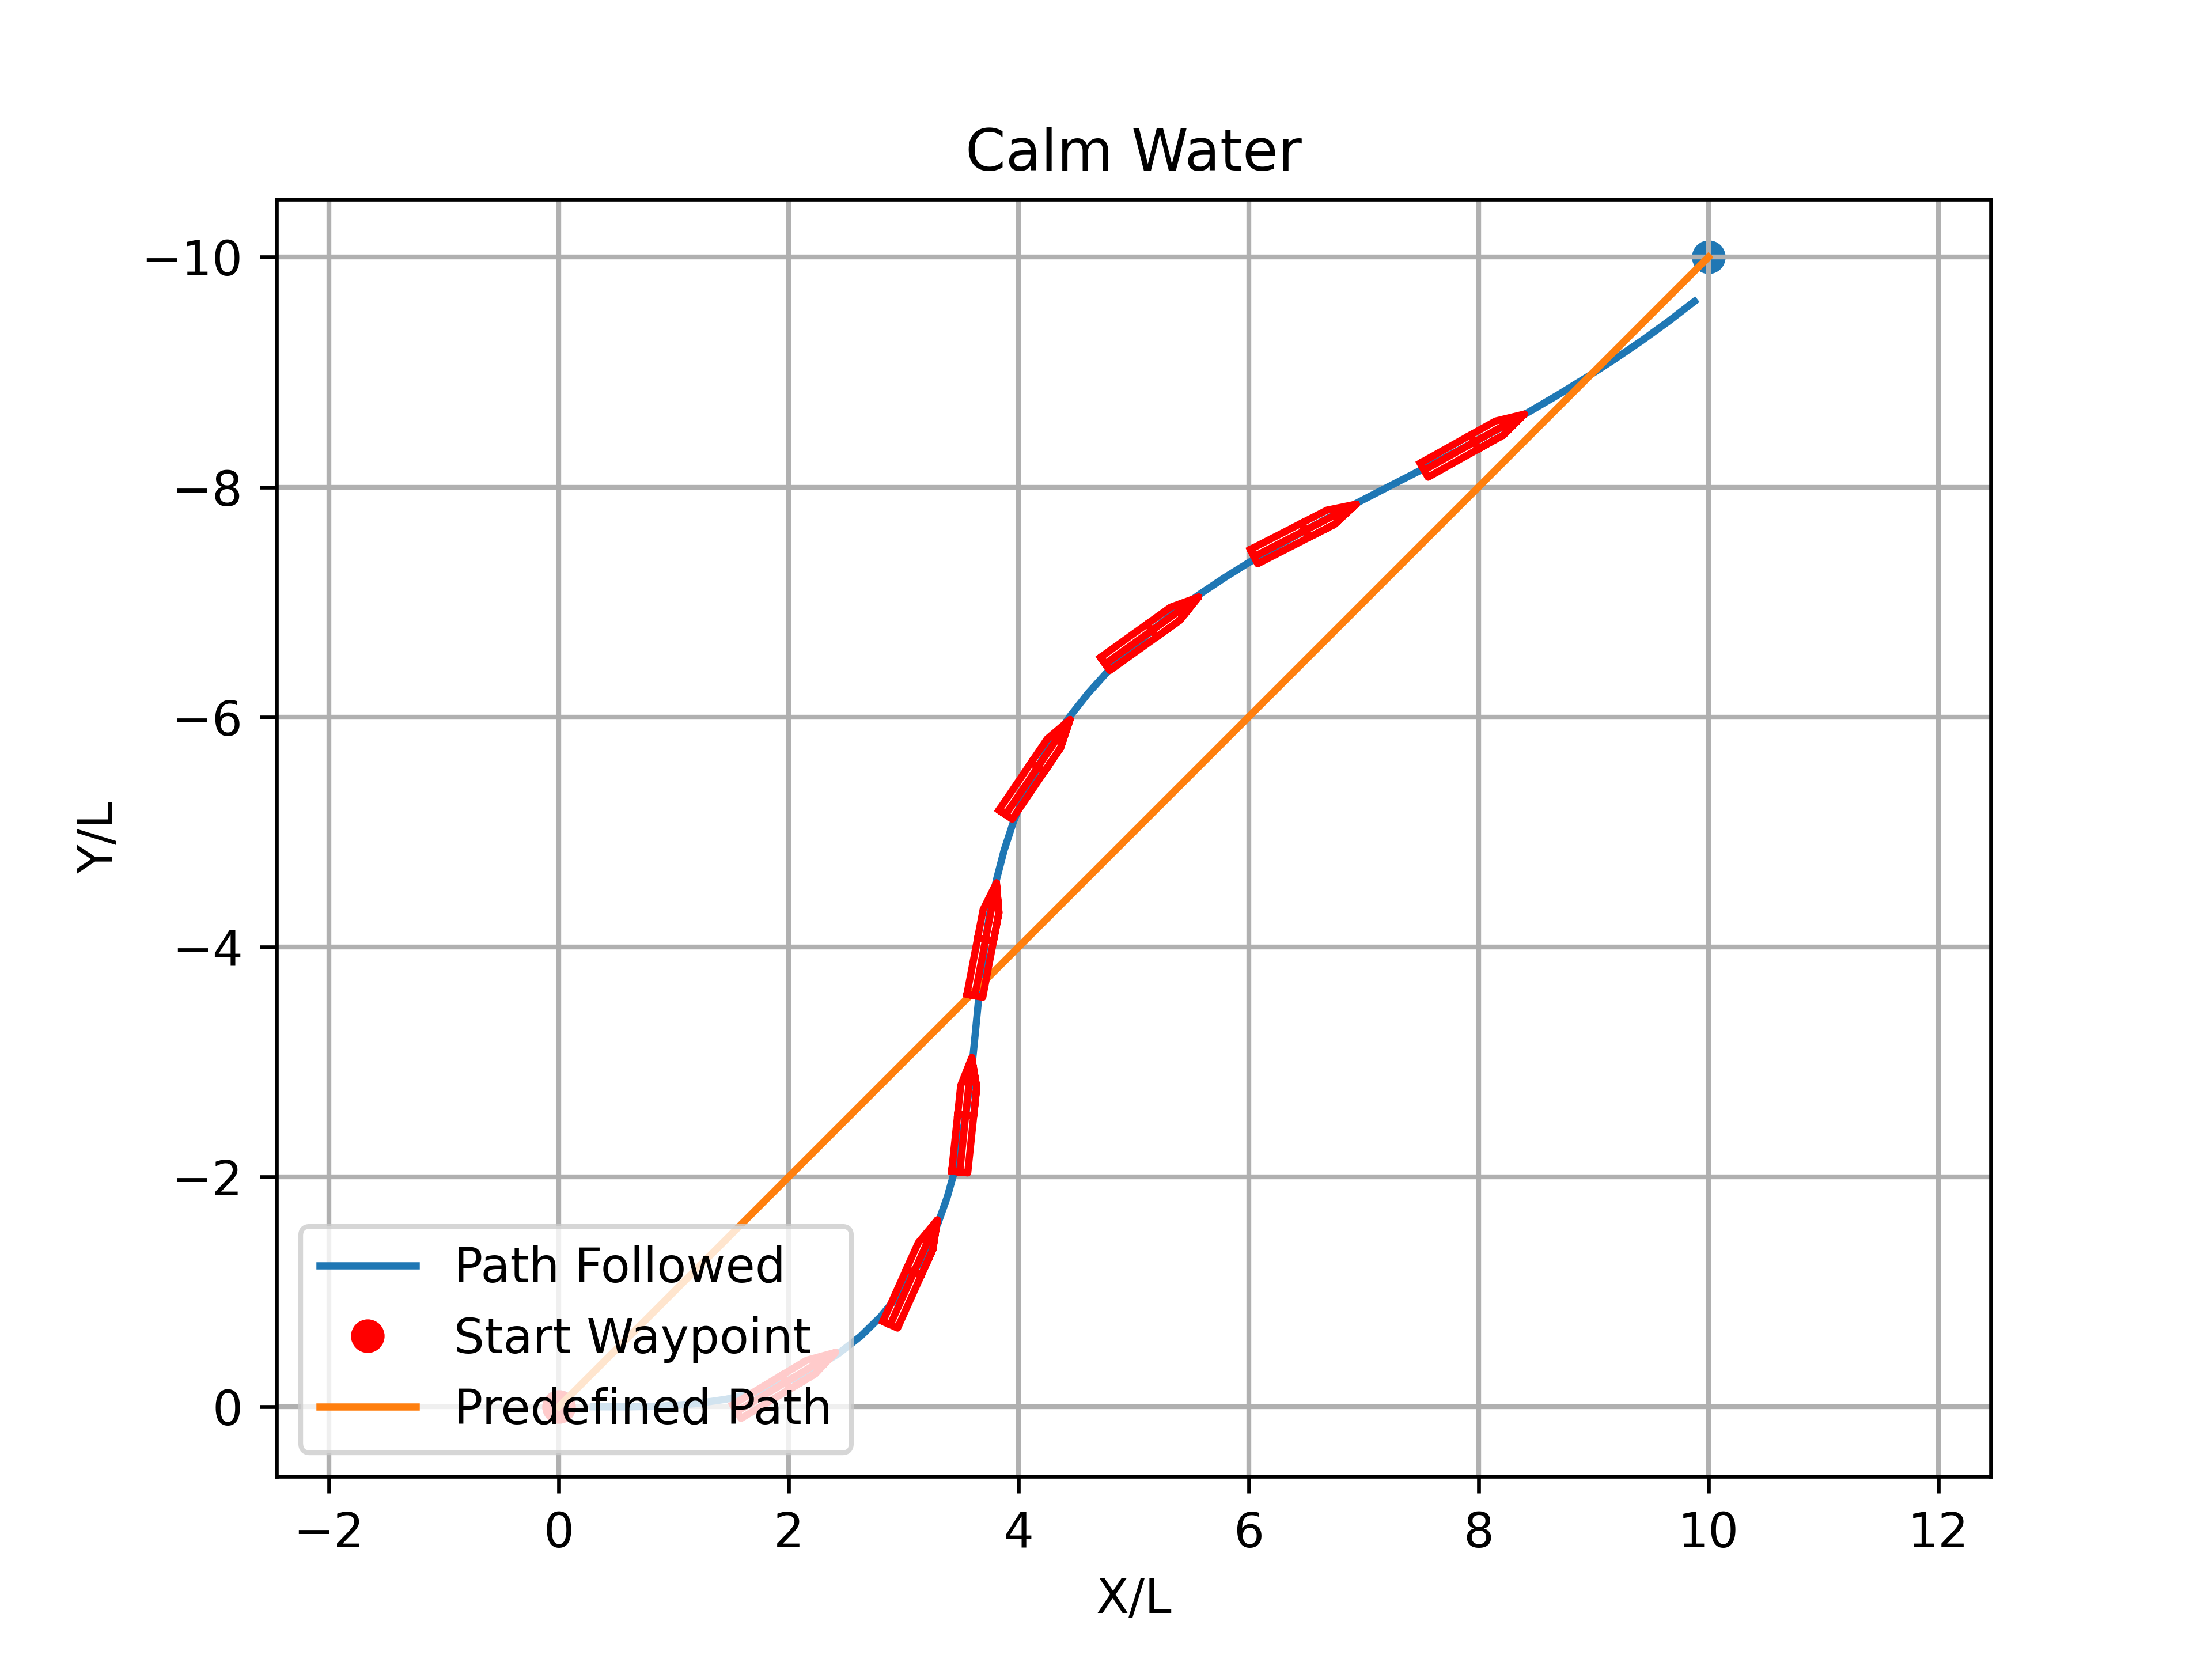 Calm Water
−10
−8
−6
−4
−2
0
Y/L
Path Followed
Start Waypoint
Predefined Path
−2 0 2 4 6 8 10 12
X/L